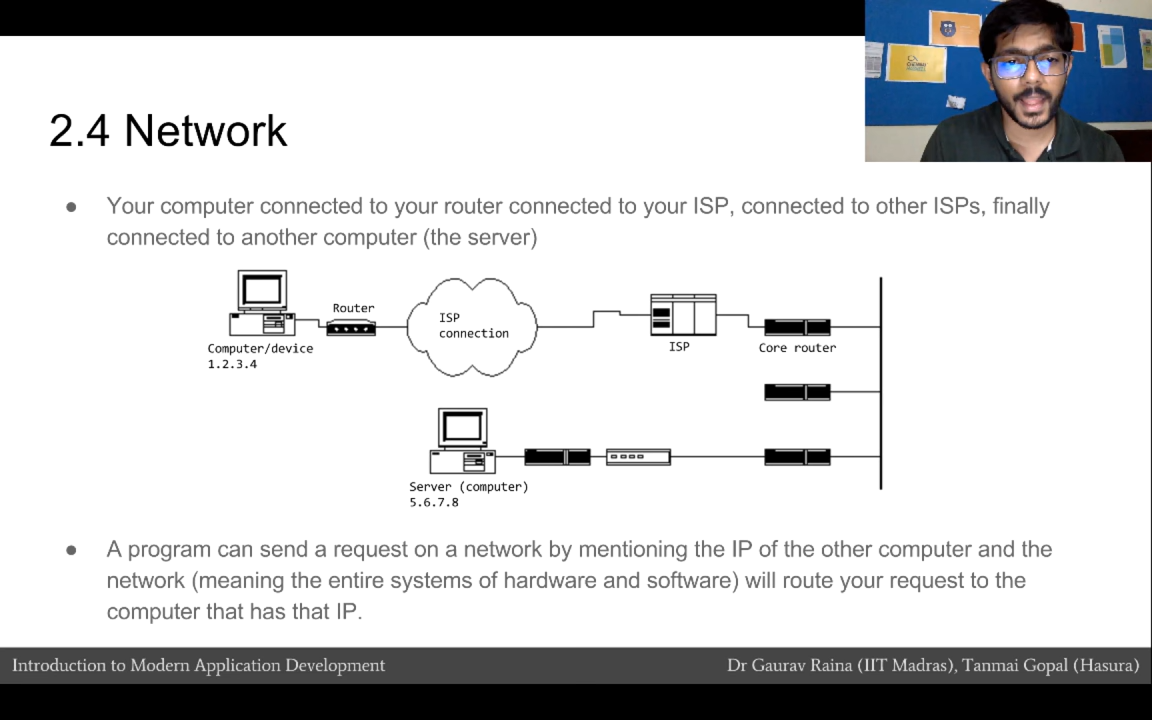 2.4 Network
● Your computer connected to your router connected to your ISP, connected to other ISPs, finally
connected to another computer (the server)
Router
ISP
connection
Computer/device
1.2.3.4
ISP
Core router
Server (computer)
5.6.7.8
● A program can send a request on a network by mentioning the IP of the other computer and the
network (meaning the entire systems of hardware and software) will route your request to the
computer that has that IP.
Introduction to Modern Application Development
Dr Gaurav Raina (IIT Madras), Tanmai Gopal (Hasura)